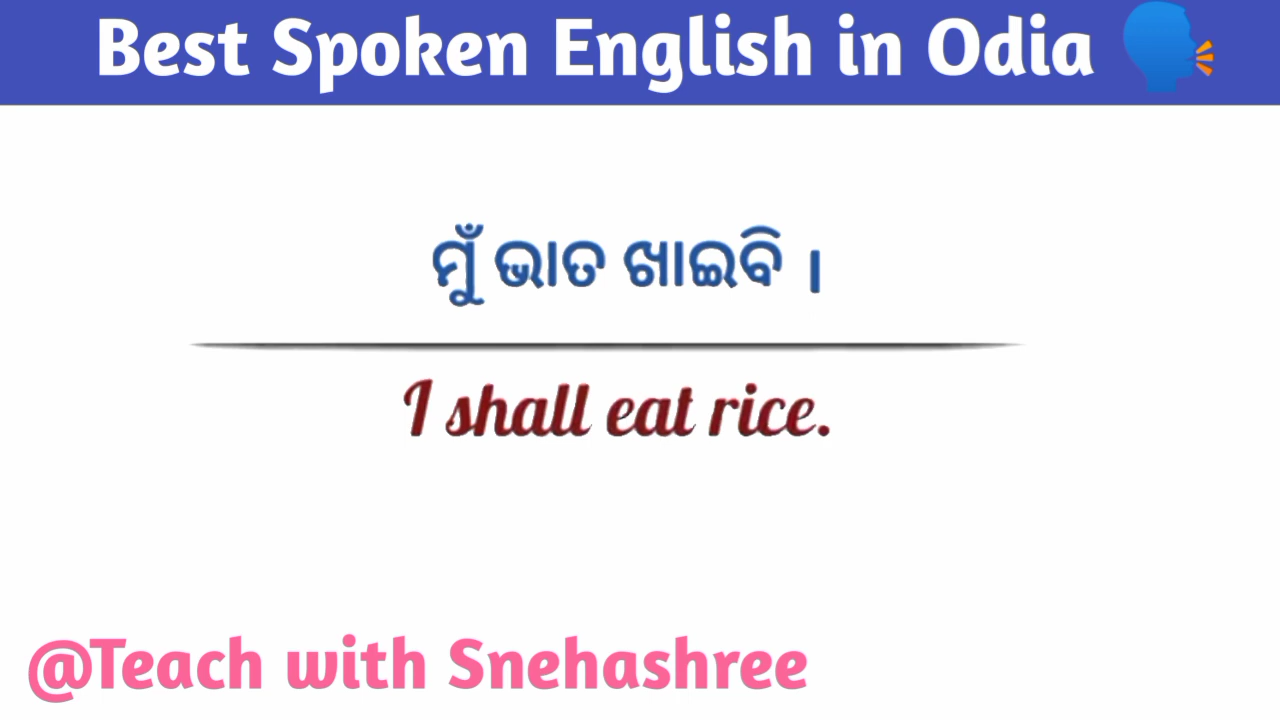 Best Spoken English in Odia
ମୁଁ ଭାତ ଖାଇବି ।
I shall eat rice.
@Teach with Snehashree